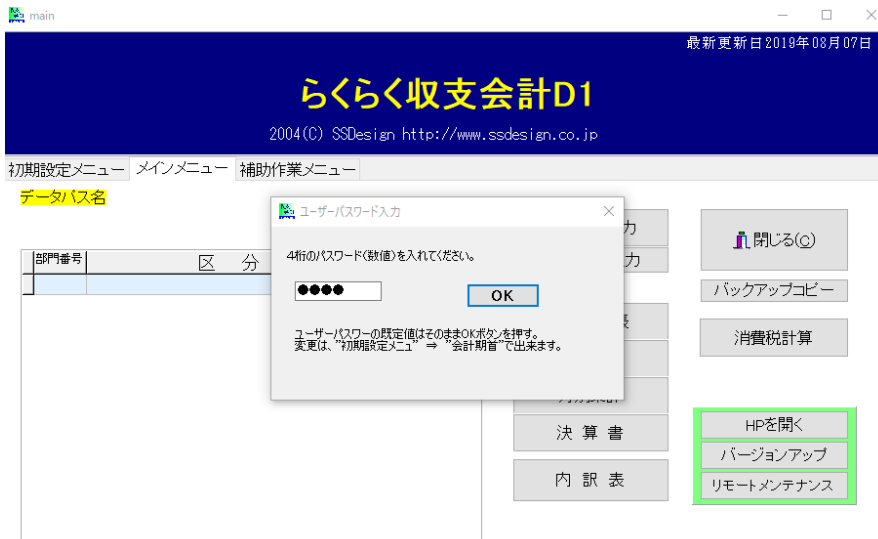 main
最新更新日2019年08月07日
らくらく収支会計D1
2004(C) SSDesign http://www.ssdesign.co.jp
初期設定メニュー メインメニュー 補助作業メニュー
データパス名
部門番号 区 分
ユーザーパスワード入力
4桁のパスワード(数値)を入れてください。
●●●●
OK
ユーザーパスワーの既定値はそのままOKボタンを押す。
変更は、"初期設定メニュ" ⇒ "会計期首"で出来ます。
力
力
決 算 書
内 訳 表
閉じる(C)
バックアップコピー
消費税計算
HPを開く
バージョンアップ
リモートメンテナンス